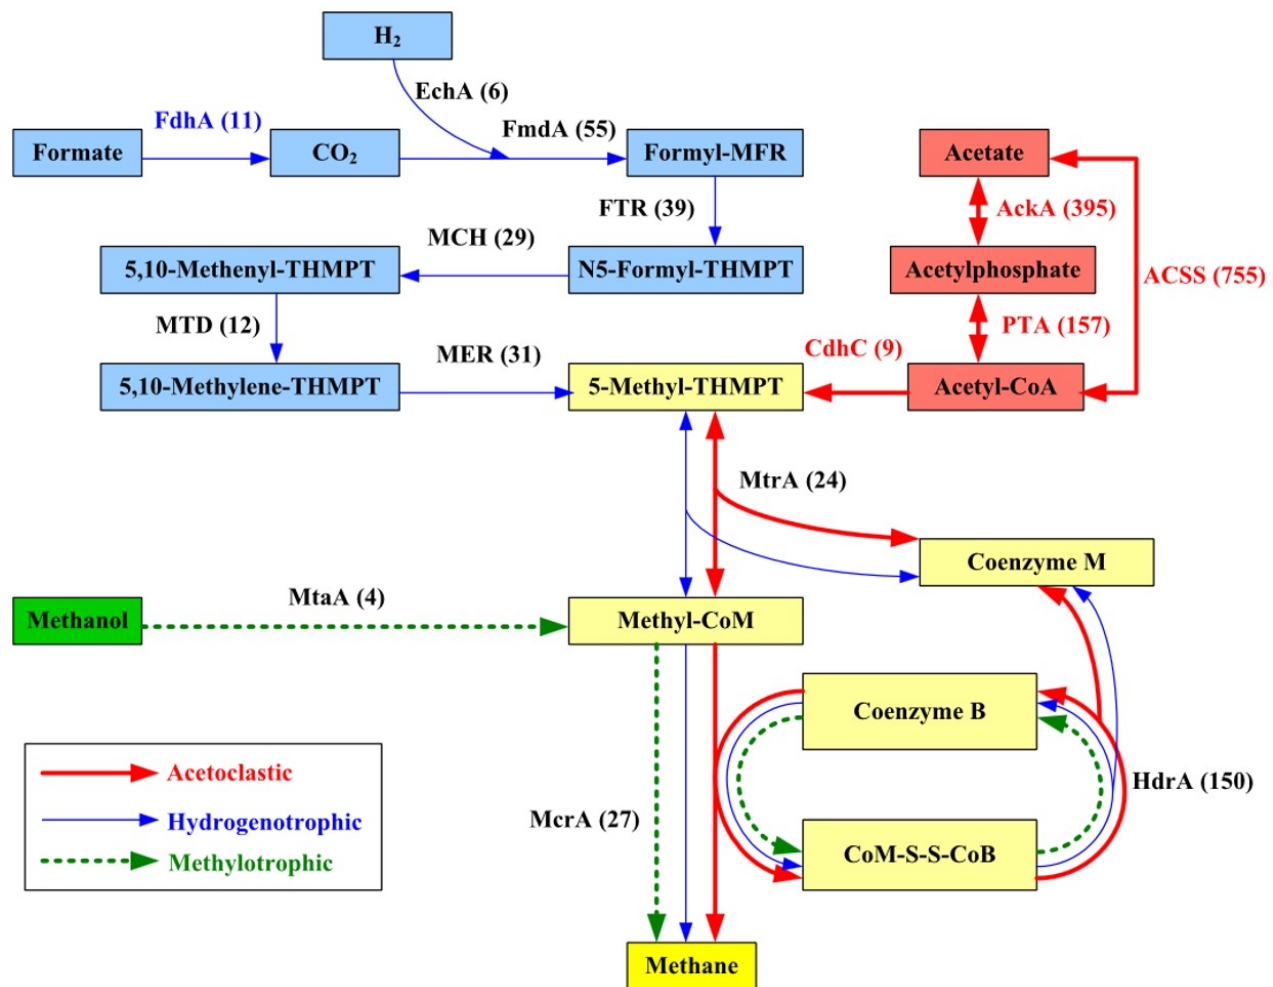 H₂
EchA (6)
FdhA (11)
FmdA (55)
Formate
CO₂
Formyl-MFR
Acetate
FTR (39)
AckA (395)
MCH (29)
5,10-Methenyl-THMPT
N5-Formyl-THMPT
Acetylphosphate
ACSS (755)
MTD (12)
PTA (157)
MER (31)
CdhC (9)
5,10-Methylene-THMPT
5-Methyl-THMPT
Acetyl-CoA
MtrA (24)
Coenzyme M
MtaA (4)
Methanol
Methyl-CoM
Coenzyme B
Acetoclastic
HdrA (150)
Hydrogenotrophic
McrA (27)
Methylotrophic
CoM-S-S-CoB
Methane